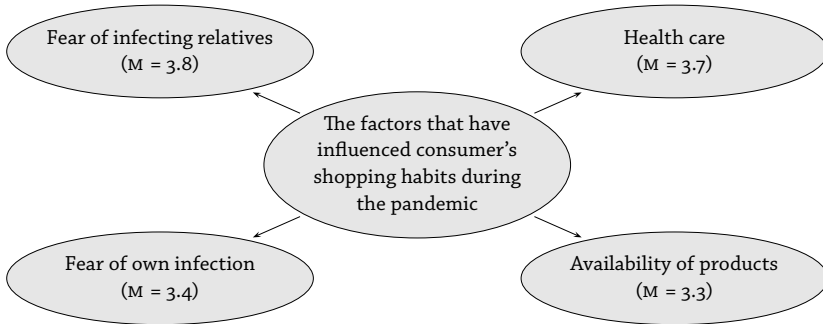 Fear of infecting relatives
(M = 3.8)
Health care
(M = 3.7)
The factors that have
influenced consumer's
shopping habits during
the pandemic
Fear of own infection
(M = 3.4)
Availability of products
(M = 3.3)